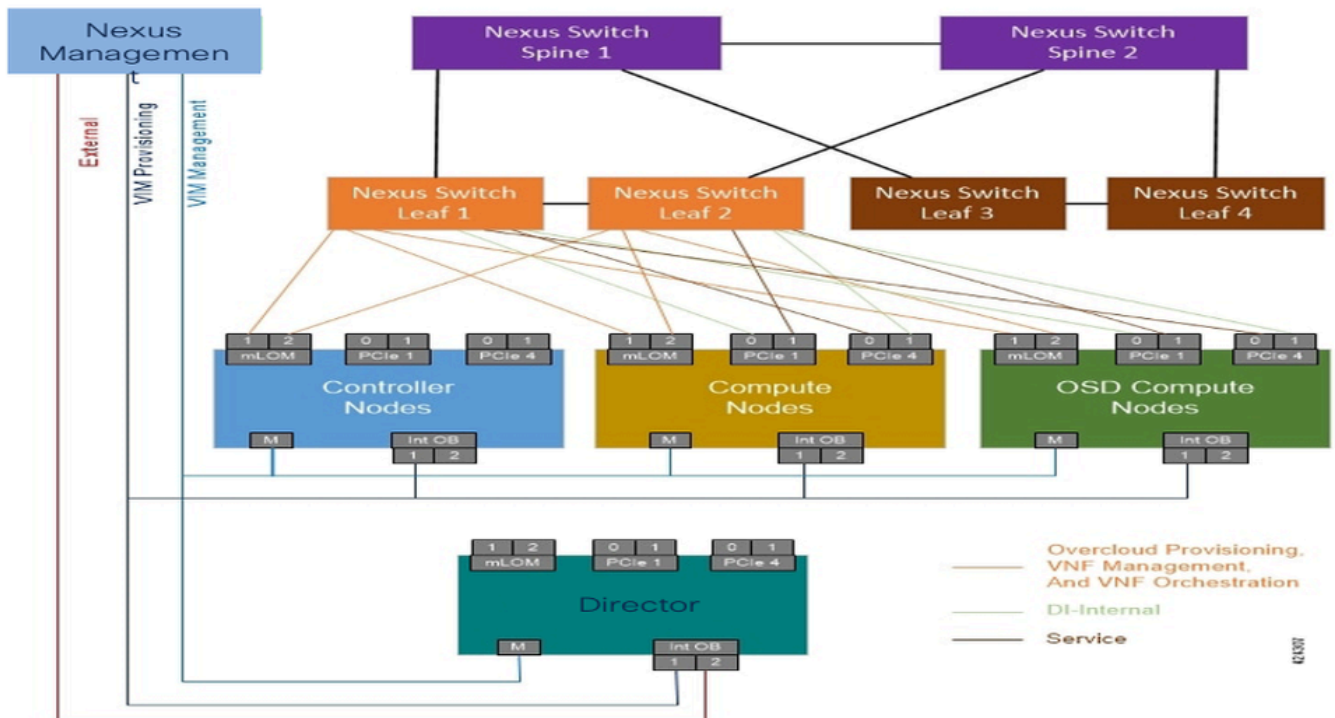 Nexus
Managemen
t
Nexus Switch
Spine 1
Nexus Switch
Spine 2
External
VIM Provisioning
VIM Management
Nexus Switch
Leaf 1
Nexus Switch
Leaf 2
Nexus Switch
Leaf 3
Nexus Switch
Leaf 4
1 2
mLOM
0 1
PCIe 1
0 1
PCIe 4
Controller
Nodes
M
Int OB
1 2
1 2
mLOM
0 1
PCIe 1
0 1
PCIe 4
Compute
Nodes
M
Int OB
1 2
1 2
mLOM
0 1
PCIe 1
0 1
PCIe 4
OSD Compute
Nodes
M
Int OB
1 2
1 2
mLOM
0 1
PCIe 1
0 1
PCIe 4
Director
M
Int OB
1 2
Overcloud Provisioning,
VNF Management,
And VNF Orchestration
DI-Internal
Service
424307